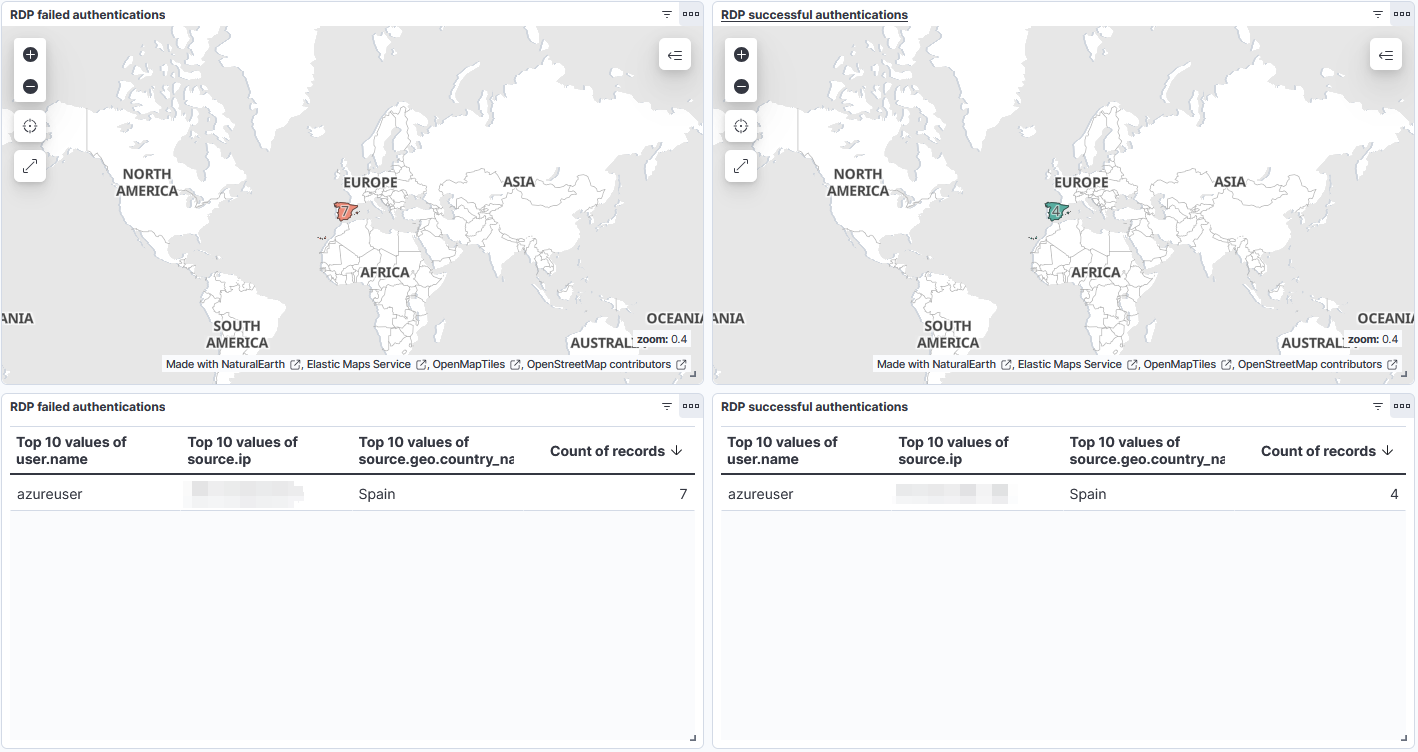 RDP failed authentications
NORTH
AMERICA
EUROPE
ASIA
7
AFRICA
ANIA
SOUTH
AMERICA
OCEANIA
AUSTRAL
zoom: 0.4
Made with NaturalEarth , Elastic Maps Service , OpenMapTiles , OpenStreetMap contributors
RDP successful authentications
NORTH
AMERICA
EUROPE
ASIA
4
AFRICA
ANIA
SOUTH
AMERICA
OCEANI
AUSTRAL
zoom: 0.4
Made with NaturalEarth , Elastic Maps Service , OpenMapTiles , OpenStreetMap contributors
RDP failed authentications
Top 10 values of
user.name
Top 10 values of
source.ip
Top 10 values of
source.geo.country_na
Count of records
azureuser
Spain
7
RDP successful authentications
Top 10 values of
user.name
Top 10 values of
source.ip
Top 10 values of
source.geo.country_na
Count of records
azureuser
Spain
4